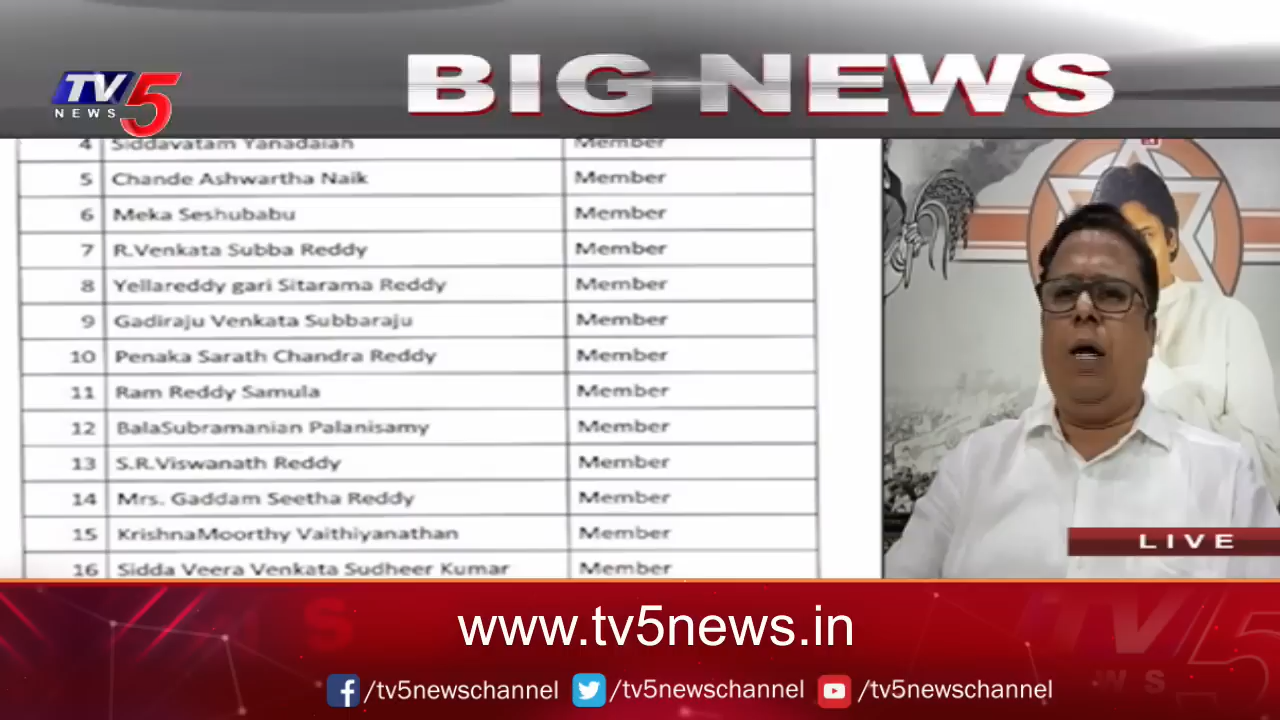 BIG NEWS
TV5
NEWS
4 Siddavatam Yanadaiah Member
5 Chande Ashwartha Naik Member
6 Meka Seshubabu Member
7 R.Venkata Subba Reddy Member
8 Yellareddy gari Sitarama Reddy Member
9 Gadiraju Venkata Subbaraju Member
10 Penaka Sarath Chandra Reddy Member
11 Ram Reddy Samula Member
12 BalaSubramanian Palanisamy Member
13 S.R.Viswanath Reddy Member
14 Mrs. Gaddam Seetha Reddy Member
15 KrishnaMoorthy Vaithiyanathan Member
16 Sidda Veera Venkata Sudheer Kumar Member
LIVE
www.tv5news.in
/tv5newschannel /tv5newschannel /tv5newschannel